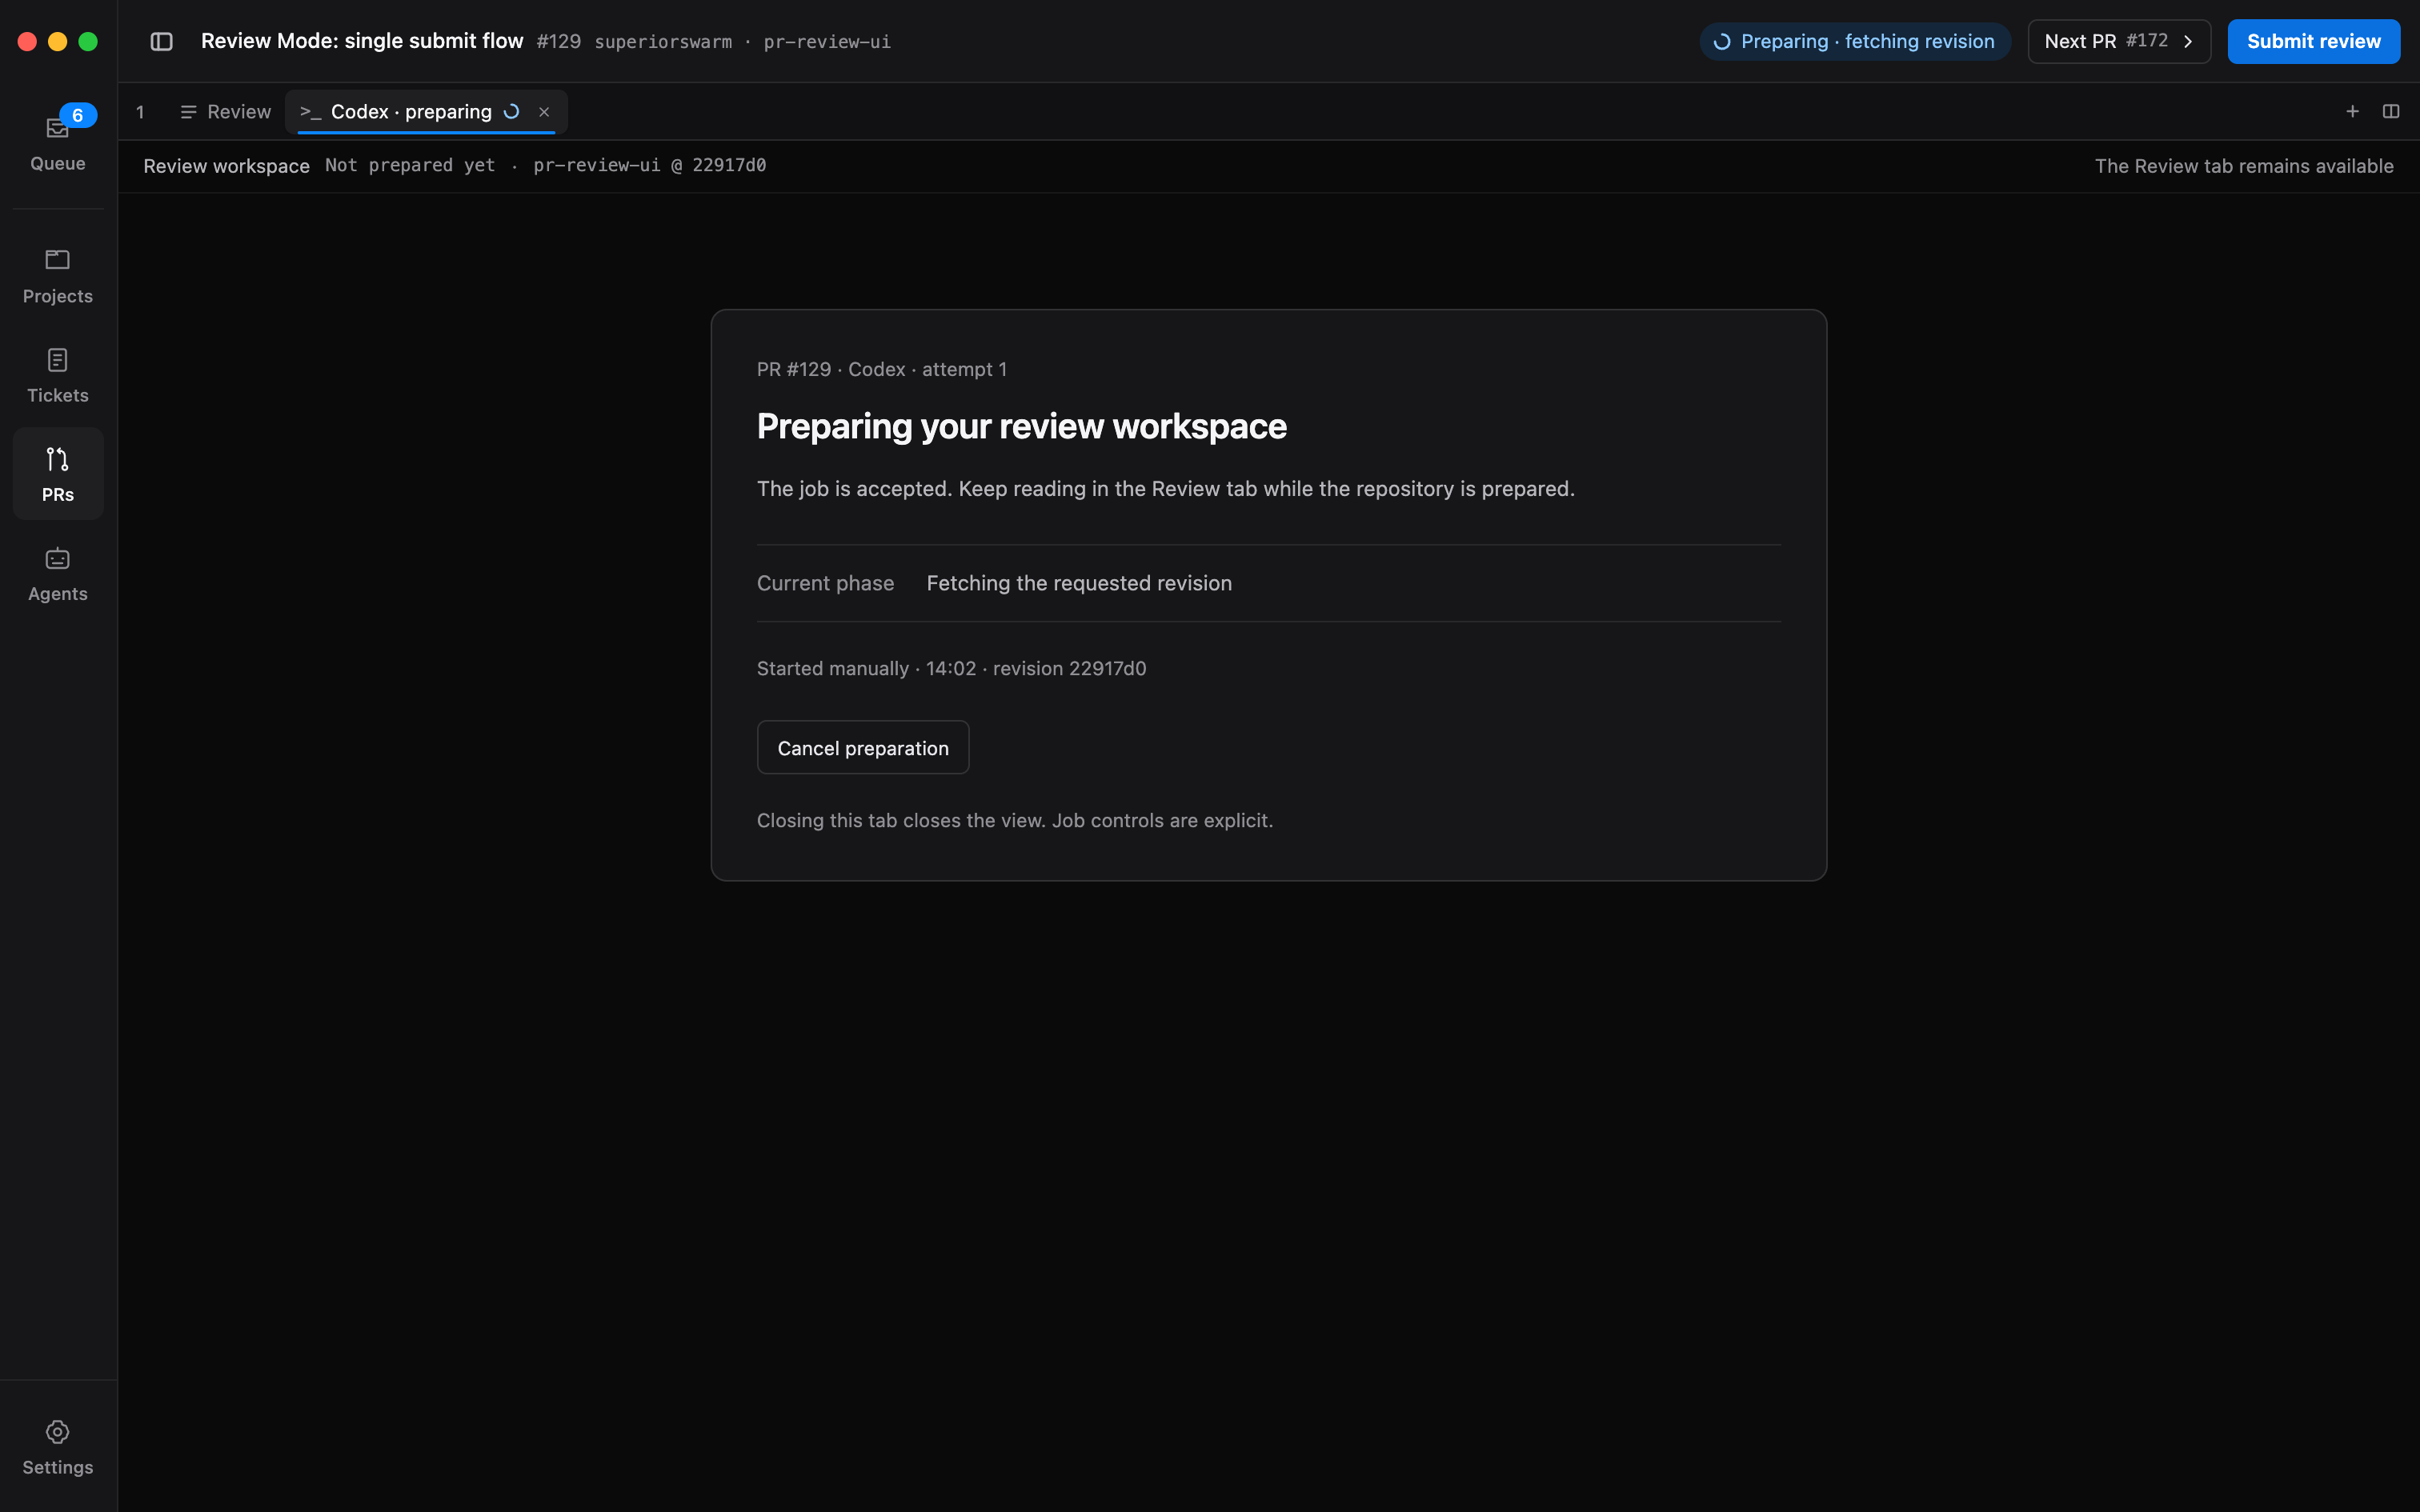 Review Mode: single submit flow #129 superiorswarm · pr-review-ui
Preparing · fetching revision
Next PR #172
Submit review
6
Queue
Projects
Tickets
PRs
Agents
Settings
1
Review
>_ Codex · preparing
Review workspace Not prepared yet · pr-review-ui @ 22917d0
The Review tab remains available
PR #129 · Codex · attempt 1
Preparing your review workspace
The job is accepted. Keep reading in the Review tab while the repository is prepared.
Current phase Fetching the requested revision
Started manually · 14:02 · revision 22917d0
Cancel preparation
Closing this tab closes the view. Job controls are explicit.